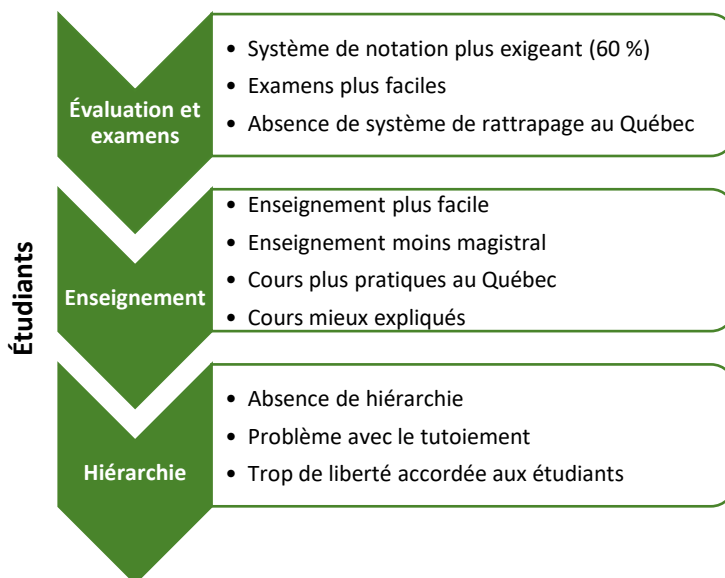 Étudiants
Évaluation et
examens
• Système de notation plus exigeant (60 %)
• Examens plus faciles
• Absence de système de rattrapage au Québec
Enseignement
• Enseignement plus facile
• Enseignement moins magistral
• Cours plus pratiques au Québec
• Cours mieux expliqués
Hiérarchie
• Absence de hiérarchie
• Problème avec le tutoiement
• Trop de liberté accordée aux étudiants